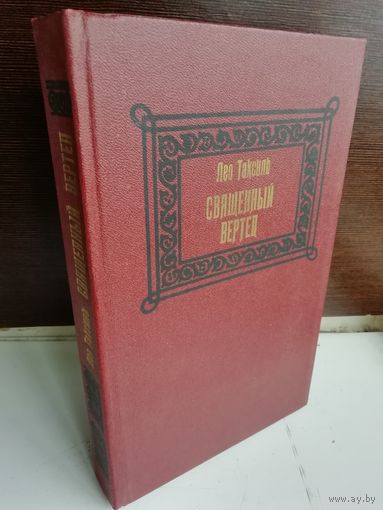 Лео Таксиль
СВЯЩЕННЫЙ
ВЕРТЕП
Лео Таксиль СВЯЩЕННЫЙ ВЕРТЕП
www.ay.by